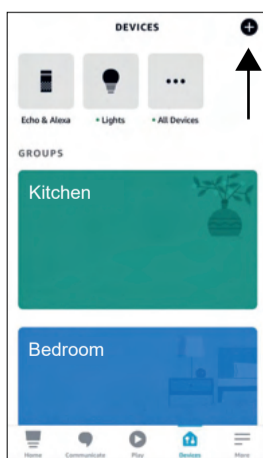 DEVICES
Echo & Alexa • Lights • All Devices
GROUPS
Kitchen
Bedroom
Home Communicate Play Devices More